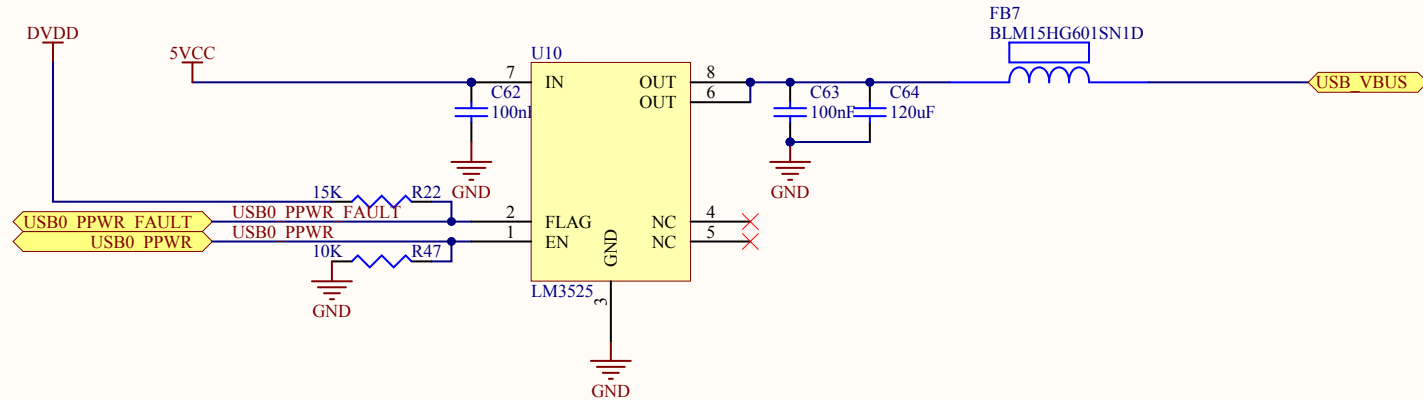 FB7
BLM15HG601SN1D
DVDD
5VCC
U10
7
IN
OUT
8
OUT
6
USB_VBUS
C62
100nF
C63
100nF
C64
120uF
GND
GND
15K
R22
USB0_PPWR_FAULT
USB0_PPWR_FAULT
2
FLAG
NC
4
USB0_PPWR
USB0_PPWR
1
EN
NC
5
GND
10K
R47
LM3525
3
GND
GND